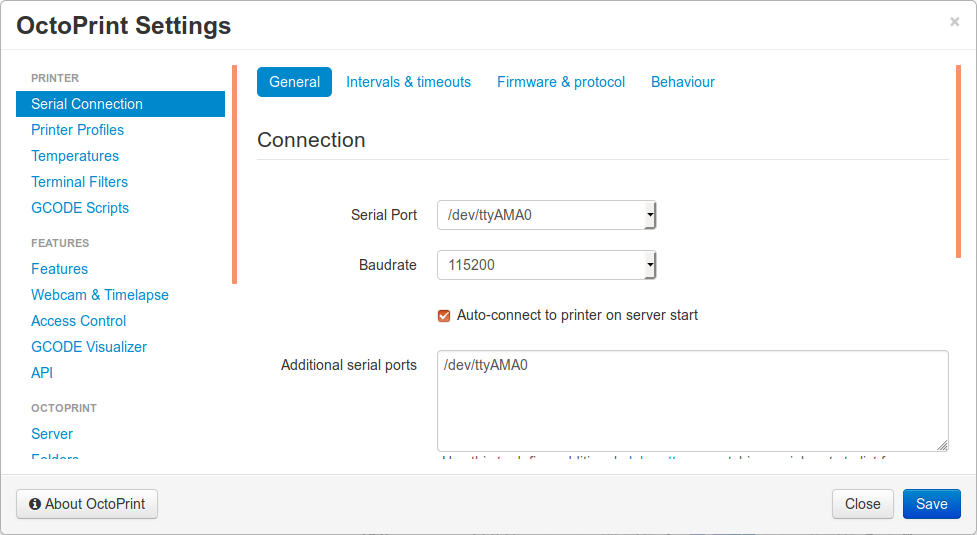 OctoPrint Settings ×
PRINTER
Serial Connection
Printer Profiles
Temperatures
Terminal Filters
GCODE Scripts
FEATURES
Features
Webcam & Timelapse
Access Control
GCODE Visualizer
API
OCTOPRINT
Server
Folders
General Intervals & timeouts Firmware & protocol Behaviour
Connection
Serial Port /dev/ttyAMA0
Baudrate 115200
Auto-connect to printer on server start
Additional serial ports /dev/ttyAMA0
About OctoPrint Close Save